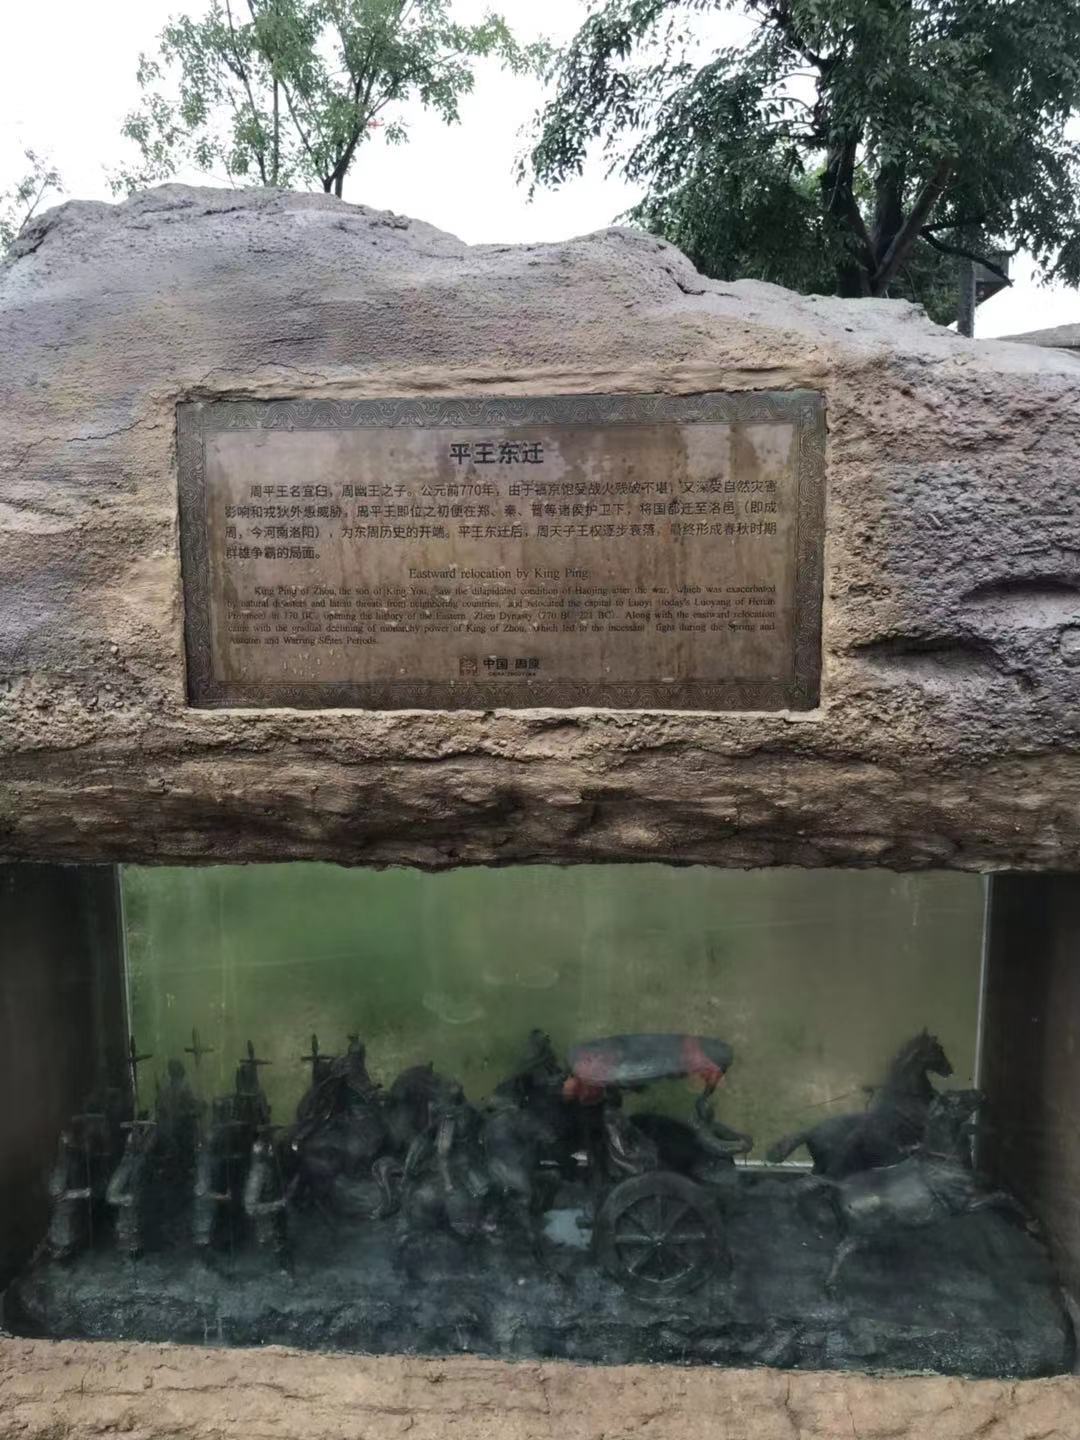 平王东迁
周平王名宜臼，周幽王之子。公元前770年，由于镐京饱受战火残破不堪，又深受自然灾害
影响和戎狄外患威胁，周平王即位之初便在郑、秦、晋等诸侯护卫下，将国都迁至洛邑（即成
周，今河南洛阳），为东周历史的开端。平王东迁后，周天子王权逐步衰落，最终形成春秋时期
群雄争霸的局面。
Eastward relocation by King Ping
King Ping of Zhou, the son of King You, saw the dilapidated condition of Haojing after the war, which was exacerbated
by natural disasters and latent threats from neighboring countries, and relocated the capital to Luoyi (today's Luoyang of Henan
Province) in 770 BC, opening the history of the Eastern Zhou Dynasty (770 BC-221 BC). Along with the eastward relocation
came with the gradual declining of monarchy power of King of Zhou, which led to the incessant fight during the Spring and
Autumn and Warring States Periods.
中国·周原